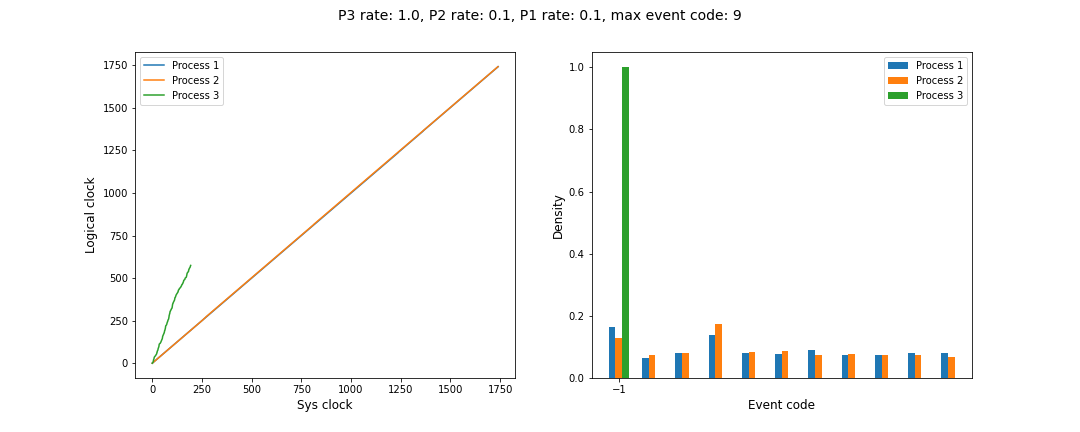 P3 rate: 1.0, P2 rate: 0.1, P1 rate: 0.1, max event code: 9
Process 1
Process 2
Process 3
1750
1500
1250
1000
750
500
250
0
Logical clock
0 250 500 750 1000 1250 1500 1750
Sys clock
Process 1
Process 2
Process 3
1.0
0.8
0.6
0.4
0.2
0.0
Density
−1
Event code